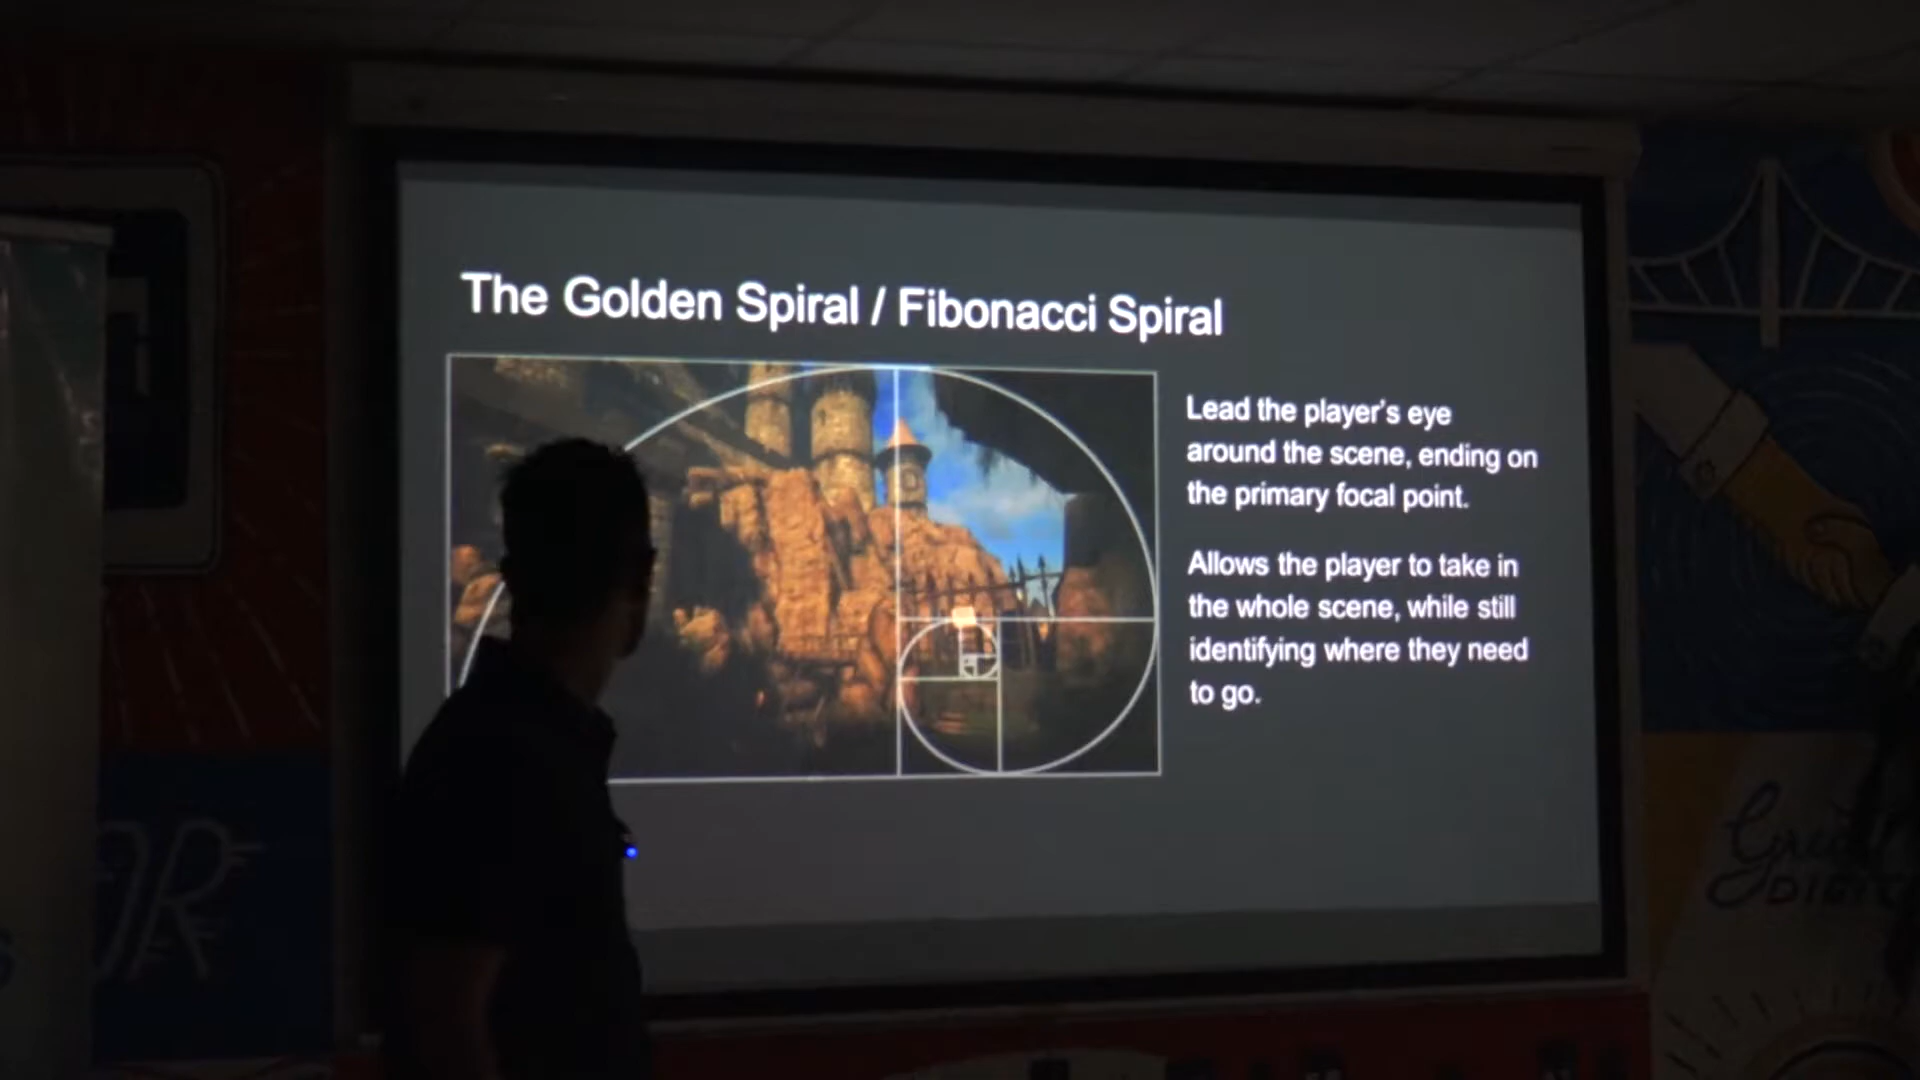 The Golden Spiral / Fibonacci Spiral
Lead the player's eye
around the scene, ending on
the primary focal point.
Allows the player to take in
the whole scene, while still
identifying where they need
to go.